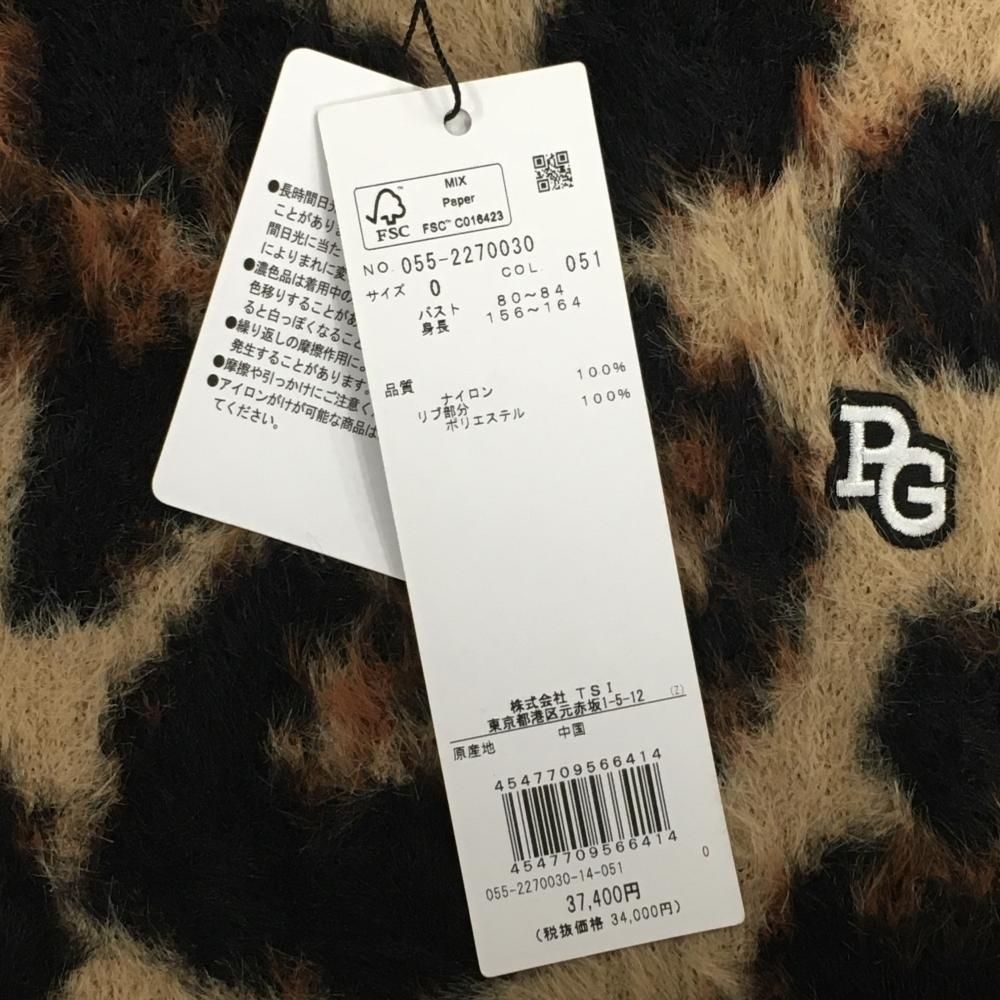 MIX
Paper
FSC™ C016423
FSC
NO. 055-2270030 COL. 051
サイズ 0
バスト 80〜84
身長 156〜164
品質
ナイロン 100%
リブ部分
ポリエステル 100%
株式会社 TSI
東京都港区元赤坂1-5-12 (Z)
原産地 中国
4547709566414
4547709566414
055-2270030-14-051 0
37,400円
(税抜価格 34,000円)
●長時間日光
ことがあり
間日光に当た
によりまれに変
●濃色品は着用中の
色移りすることがあ
ると白っぽくなること
●繰り返しの摩擦作用に
発生することがあります。
●摩擦や引っかけにご注意く
●アイロンがけが可能な商品は
てください。
PG